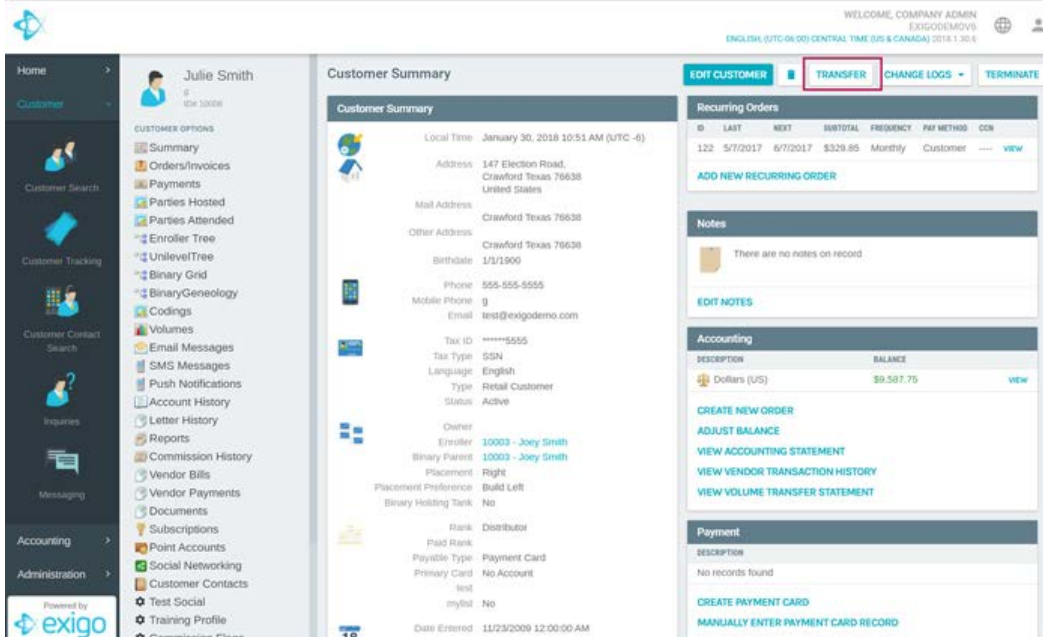 WELCOME, COMPANY ADMIN
EXIGODEMOV6
ENGLISH, (UTC-06:00) CENTRAL TIME (US & CANADA) 2018.1.30.6
Home
Customer
Customer Search
Customer Tracking
Customer Contact
Search
Inquiries
Messaging
Accounting
Administration
Powered by
exigo
Julie Smith
g
ID# 10008
CUSTOMER OPTIONS
Summary
Orders/Invoices
Payments
Parties Hosted
Parties Attended
Enroller Tree
UnilevelTree
Binary Grid
BinaryGeneology
Codings
Volumes
Email Messages
SMS Messages
Push Notifications
Account History
Letter History
Reports
Commission History
Vendor Bills
Vendor Payments
Documents
Subscriptions
Point Accounts
Social Networking
Customer Contacts
Test Social
Training Profile
Customer Summary
EDIT CUSTOMER TRANSFER CHANGE LOGS TERMINATE
Customer Summary
Local Time January 30, 2018 10:51 AM (UTC -6)
Address 147 Election Road,
Crawford Texas 76638
United States
Mail Address
Crawford Texas 76638
Other Address
Crawford Texas 76638
Birthdate 1/1/1900
Phone 555-555-5555
Mobile Phone g
Email test@exigodemo.com
Tax ID ******5555
Tax Type SSN
Language English
Type Retail Customer
Status Active
Owner
Enroller 10003 - Joey Smith
Binary Parent 10003 - Joey Smith
Placement Right
Placement Preference Build Left
Binary Holding Tank No
Rank Distributor
Paid Rank
Payable Type Payment Card
Primary Card No Account
test
mylist No
Date Entered 11/23/2009 12:00:00 AM
18
Recurring Orders
ID LAST NEXT SUBTOTAL FREQUENCY PAY METHOD CCN
122 5/7/2017 6/7/2017 $329.85 Monthly Customer ---- VIEW
ADD NEW RECURRING ORDER
Notes
There are no notes on record
EDIT NOTES
Accounting
DESCRIPTION BALANCE
Dollars (US) $9,587.75 VIEW
CREATE NEW ORDER
ADJUST BALANCE
VIEW ACCOUNTING STATEMENT
VIEW VENDOR TRANSACTION HISTORY
VIEW VOLUME TRANSFER STATEMENT
Payment
DESCRIPTION
No records found
CREATE PAYMENT CARD
MANUALLY ENTER PAYMENT CARD RECORD